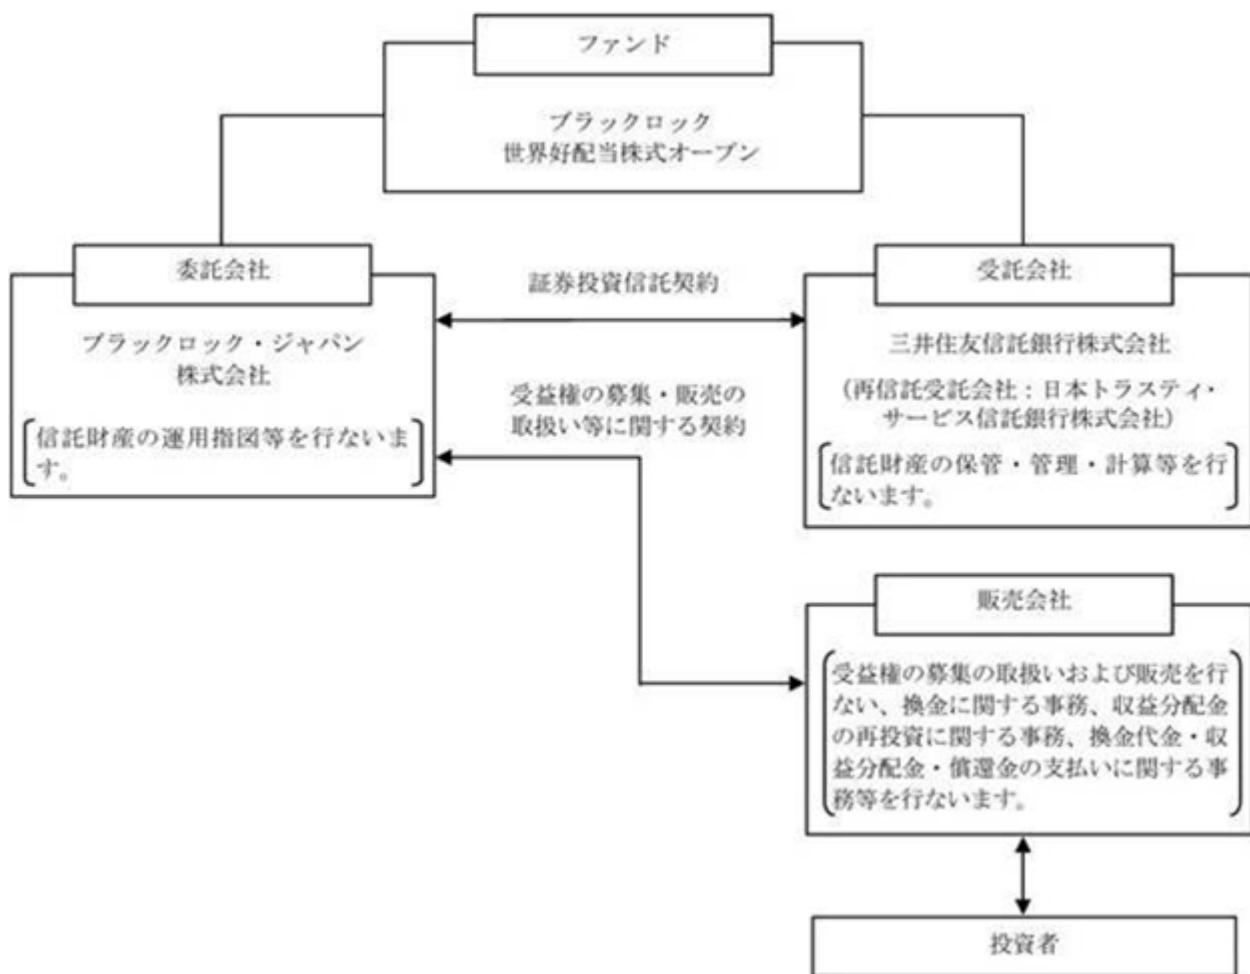 ファンド
ブラックロック
世界好配当株式オープン
委託会社
ブラックロック・ジャパン
株式会社
信託財産の運用指図等を行ないま
す。
証券投資信託契約
受益権の募集・販売の
取扱い等に関する契約
受託会社
三井住友信託銀行株式会社
（再信託受託会社：日本トラスティ・
サービス信託銀行株式会社）
信託財産の保管・管理・計算等を行
ないます。
販売会社
受益権の募集の取扱いおよび販売を行
ない、換金に関する事務、収益分配金
の再投資に関する事務、換金代金・収
益分配金・償還金の支払いに関する事
務等を行ないます。
投資者